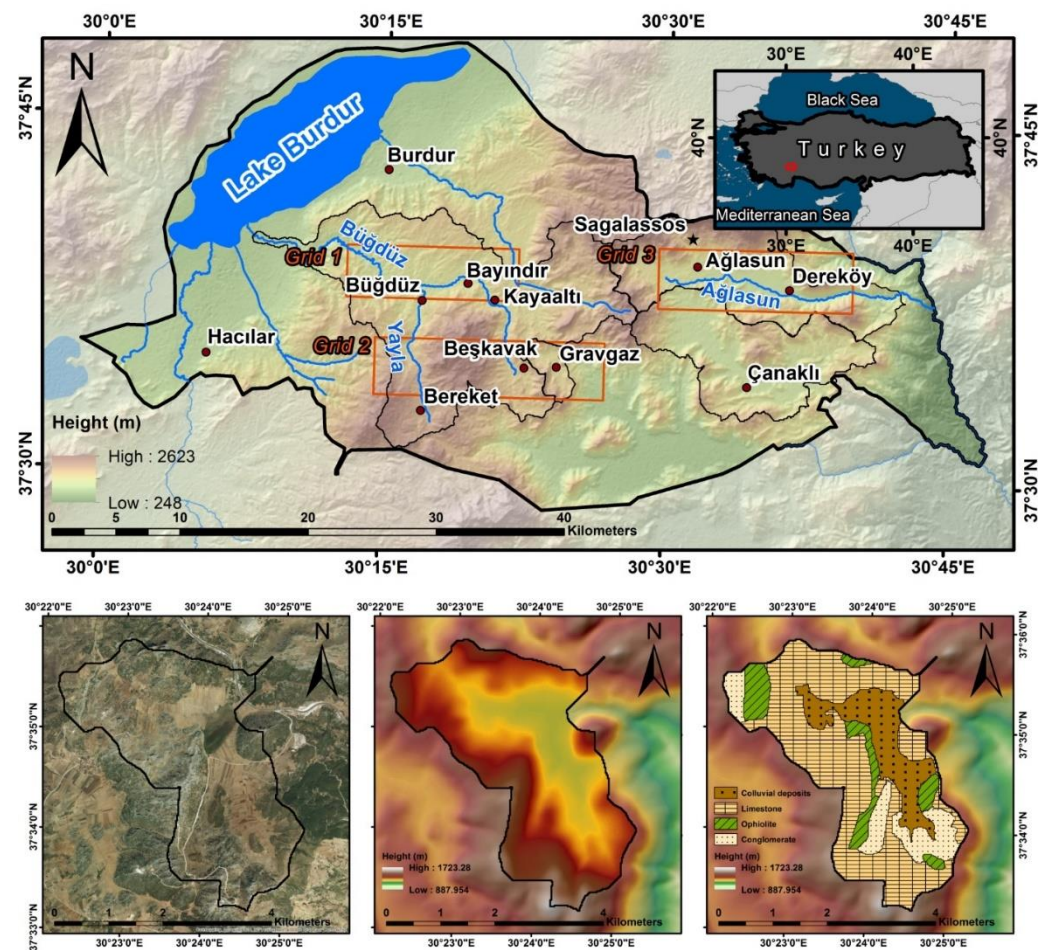 30°0'E 30°15'E 30°30'E 30°45'E
N
37°45'N
37°45'N
Lake Burdur
Burdur
30°E 40°E
Black Sea
40°N
40°N
Turkey
Mediterranean Sea
30°E 40°E
Sagalassos
Grid 1
Büğdüz
Grid 3
Ağlasun
Bayındır
Dereköy
Büğdüz
Kayaaltı
Ağlasun
Hacılar
Grid 2
Yayla
Beşkavak
Gravgaz
Çanaklı
Bereket
Height (m)
High : 2623
Low : 248
37°30'N
37°30'N
0 5 10 20 30 40
Kilometers
30°0'E 30°15'E 30°30'E 30°45'E
30°22'0"E 30°23'0"E 30°24'0"E 30°25'0"E
30°22'0"E 30°23'0"E 30°24'0"E 30°25'0"E
30°22'0"E 30°23'0"E 30°24'0"E 30°25'0"E
N
N
N
37°36'0"N
37°35'0"N
37°35'0"N
37°34'0"N
37°34'0"N
37°33'0"N
Colluvial deposits
Limestone
Ophiolite
Conglomerate
Height (m)
High : 1723.28
Low : 887.954
Height (m)
High : 1723.28
Low : 887.954
0 1 2 4
Kilometers
0 1 2 4
Kilometers
0 1 2 4
Kilometers
30°23'0"E 30°24'0"E 30°25'0"E
30°23'0"E 30°24'0"E 30°25'0"E
30°23'0"E 30°24'0"E 30°25'0"E